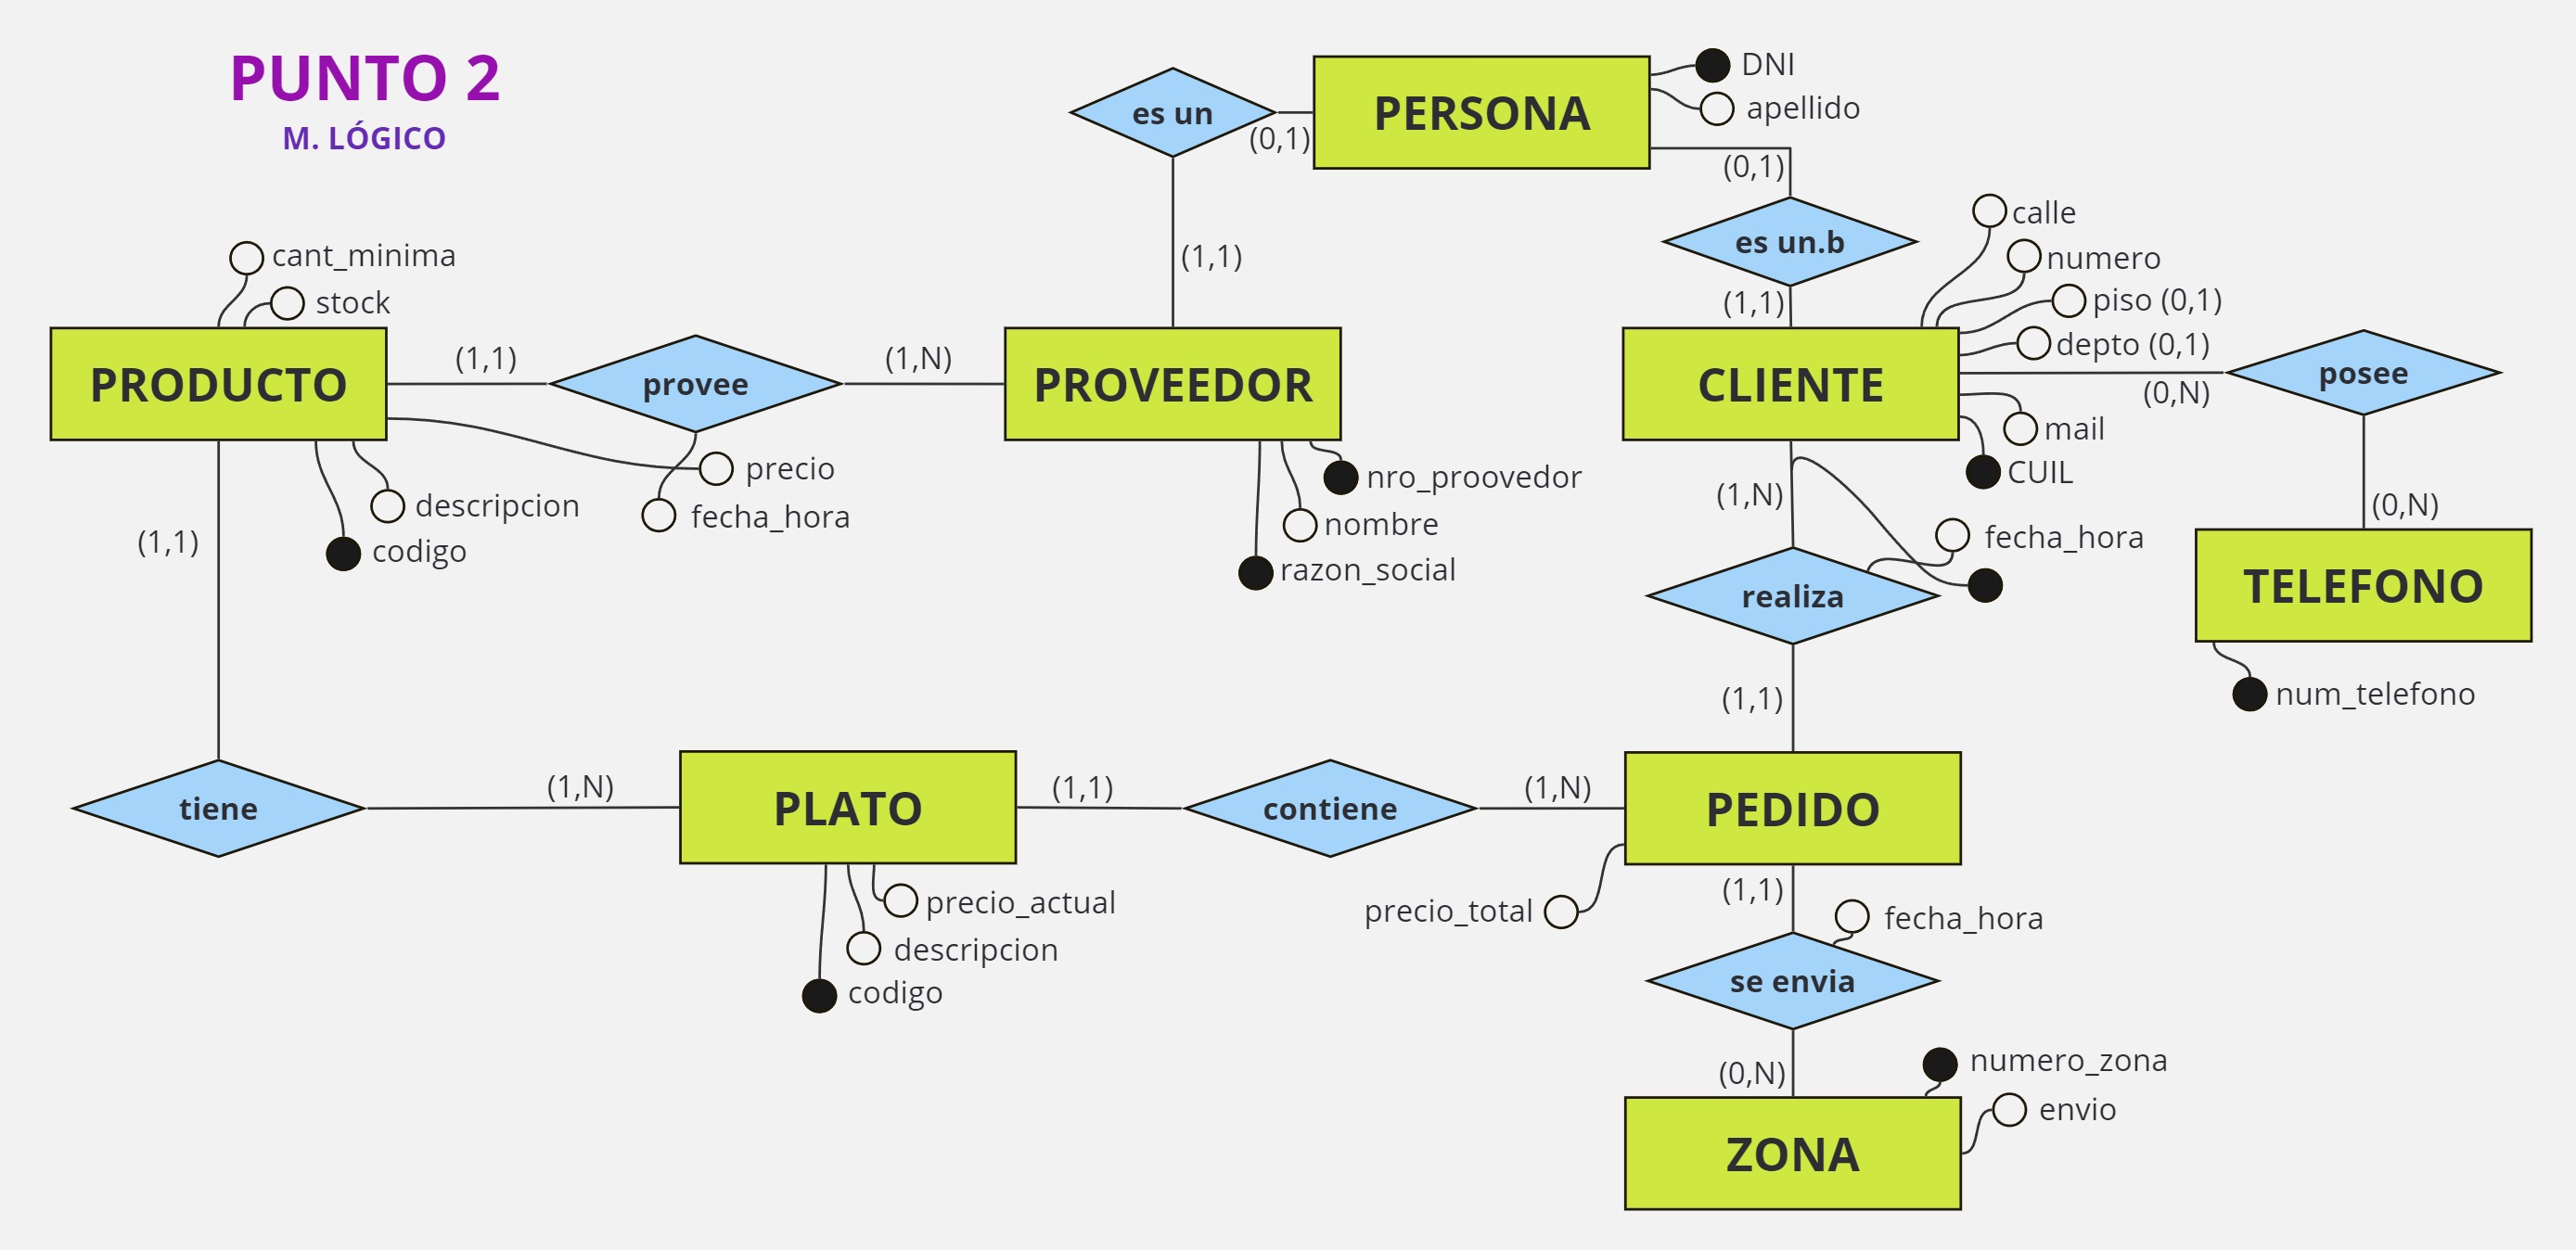 PUNTO 2
M. LÓGICO
es un
(0,1)
PERSONA
DNI
apellido
(0,1)
es un.b
(1,1)
(1,1)
calle
numero
piso (0,1)
depto (0,1)
cant_minima
stock
PRODUCTO
(1,1)
provee
(1,N)
PROVEEDOR
CLIENTE
(0,N)
posee
mail
CUIL
precio
fecha_hora
descripcion
codigo
nro_proovedor
nombre
razon_social
(1,N)
fecha_hora
realiza
(0,N)
TELEFONO
num_telefono
(1,1)
(1,1)
tiene
(1,N)
PLATO
(1,1)
contiene
(1,N)
PEDIDO
precio_actual
descripcion
codigo
precio_total
(1,1)
fecha_hora
se envia
(0,N)
numero_zona
envio
ZONA